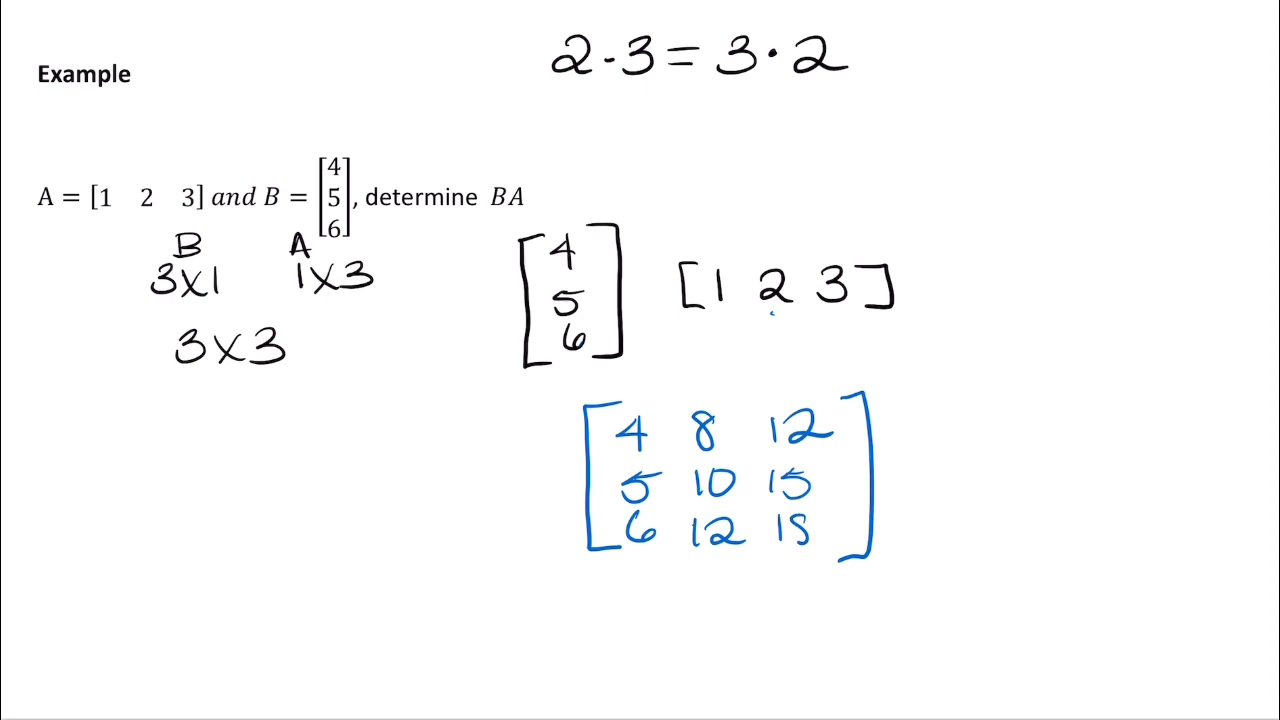 2 · 3 = 3 · 2
Example
A = [1 2 3] and B = [4 5 6], determine BA
B A
3x1 1x3
3x3
[4 5 6] [1 2 3]
[4 8 12
5 10 15
6 12 ]